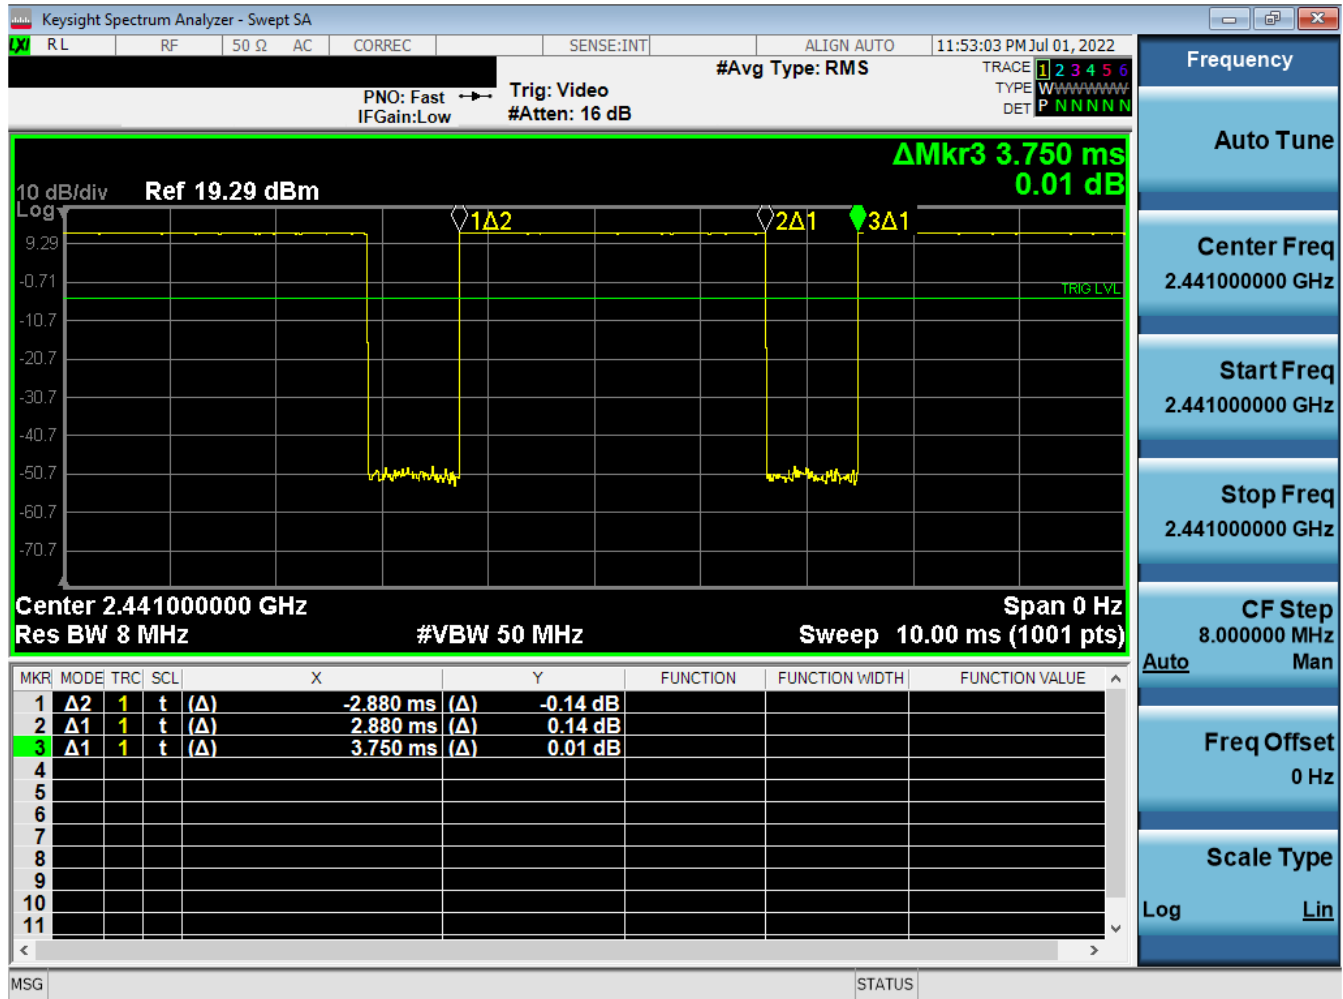 Keysight Spectrum Analyzer - Swept SA
LXI RL RF 50 Ω AC CORREC SENSE:INT ALIGN AUTO 11:53:03 PM Jul 01, 2022
#Avg Type: RMS
TRACE 1 2 3 4 5 6
PNO: Fast Trig: Video
TYPE WWWWWW
IFGain:Low #Atten: 16 dB
DET P N N N N N
ΔMkr3 3.750 ms
0.01 dB
10 dB/div Ref 19.29 dBm
Log
1Δ2 2Δ1 3Δ1
9.29
-0.71
TRIG LVL
-10.7
-20.7
-30.7
-40.7
-50.7
-60.7
-70.7
Center 2.441000000 GHz Span 0 Hz
Res BW 8 MHz #VBW 50 MHz Sweep 10.00 ms (1001 pts)
MKR MODE TRC SCL X Y FUNCTION FUNCTION WIDTH FUNCTION VALUE
1 Δ2 1 t (Δ) -2.880 ms (Δ) -0.14 dB
2 Δ1 1 t (Δ) 2.880 ms (Δ) 0.14 dB
3 Δ1 1 t (Δ) 3.750 ms (Δ) 0.01 dB
4
5
6
7
8
9
10
11
MSG STATUS
Frequency
Auto Tune
Center Freq
2.441000000 GHz
Start Freq
2.441000000 GHz
Stop Freq
2.441000000 GHz
CF Step
8.000000 MHz
Auto Man
Freq Offset
0 Hz
Scale Type
Log Lin